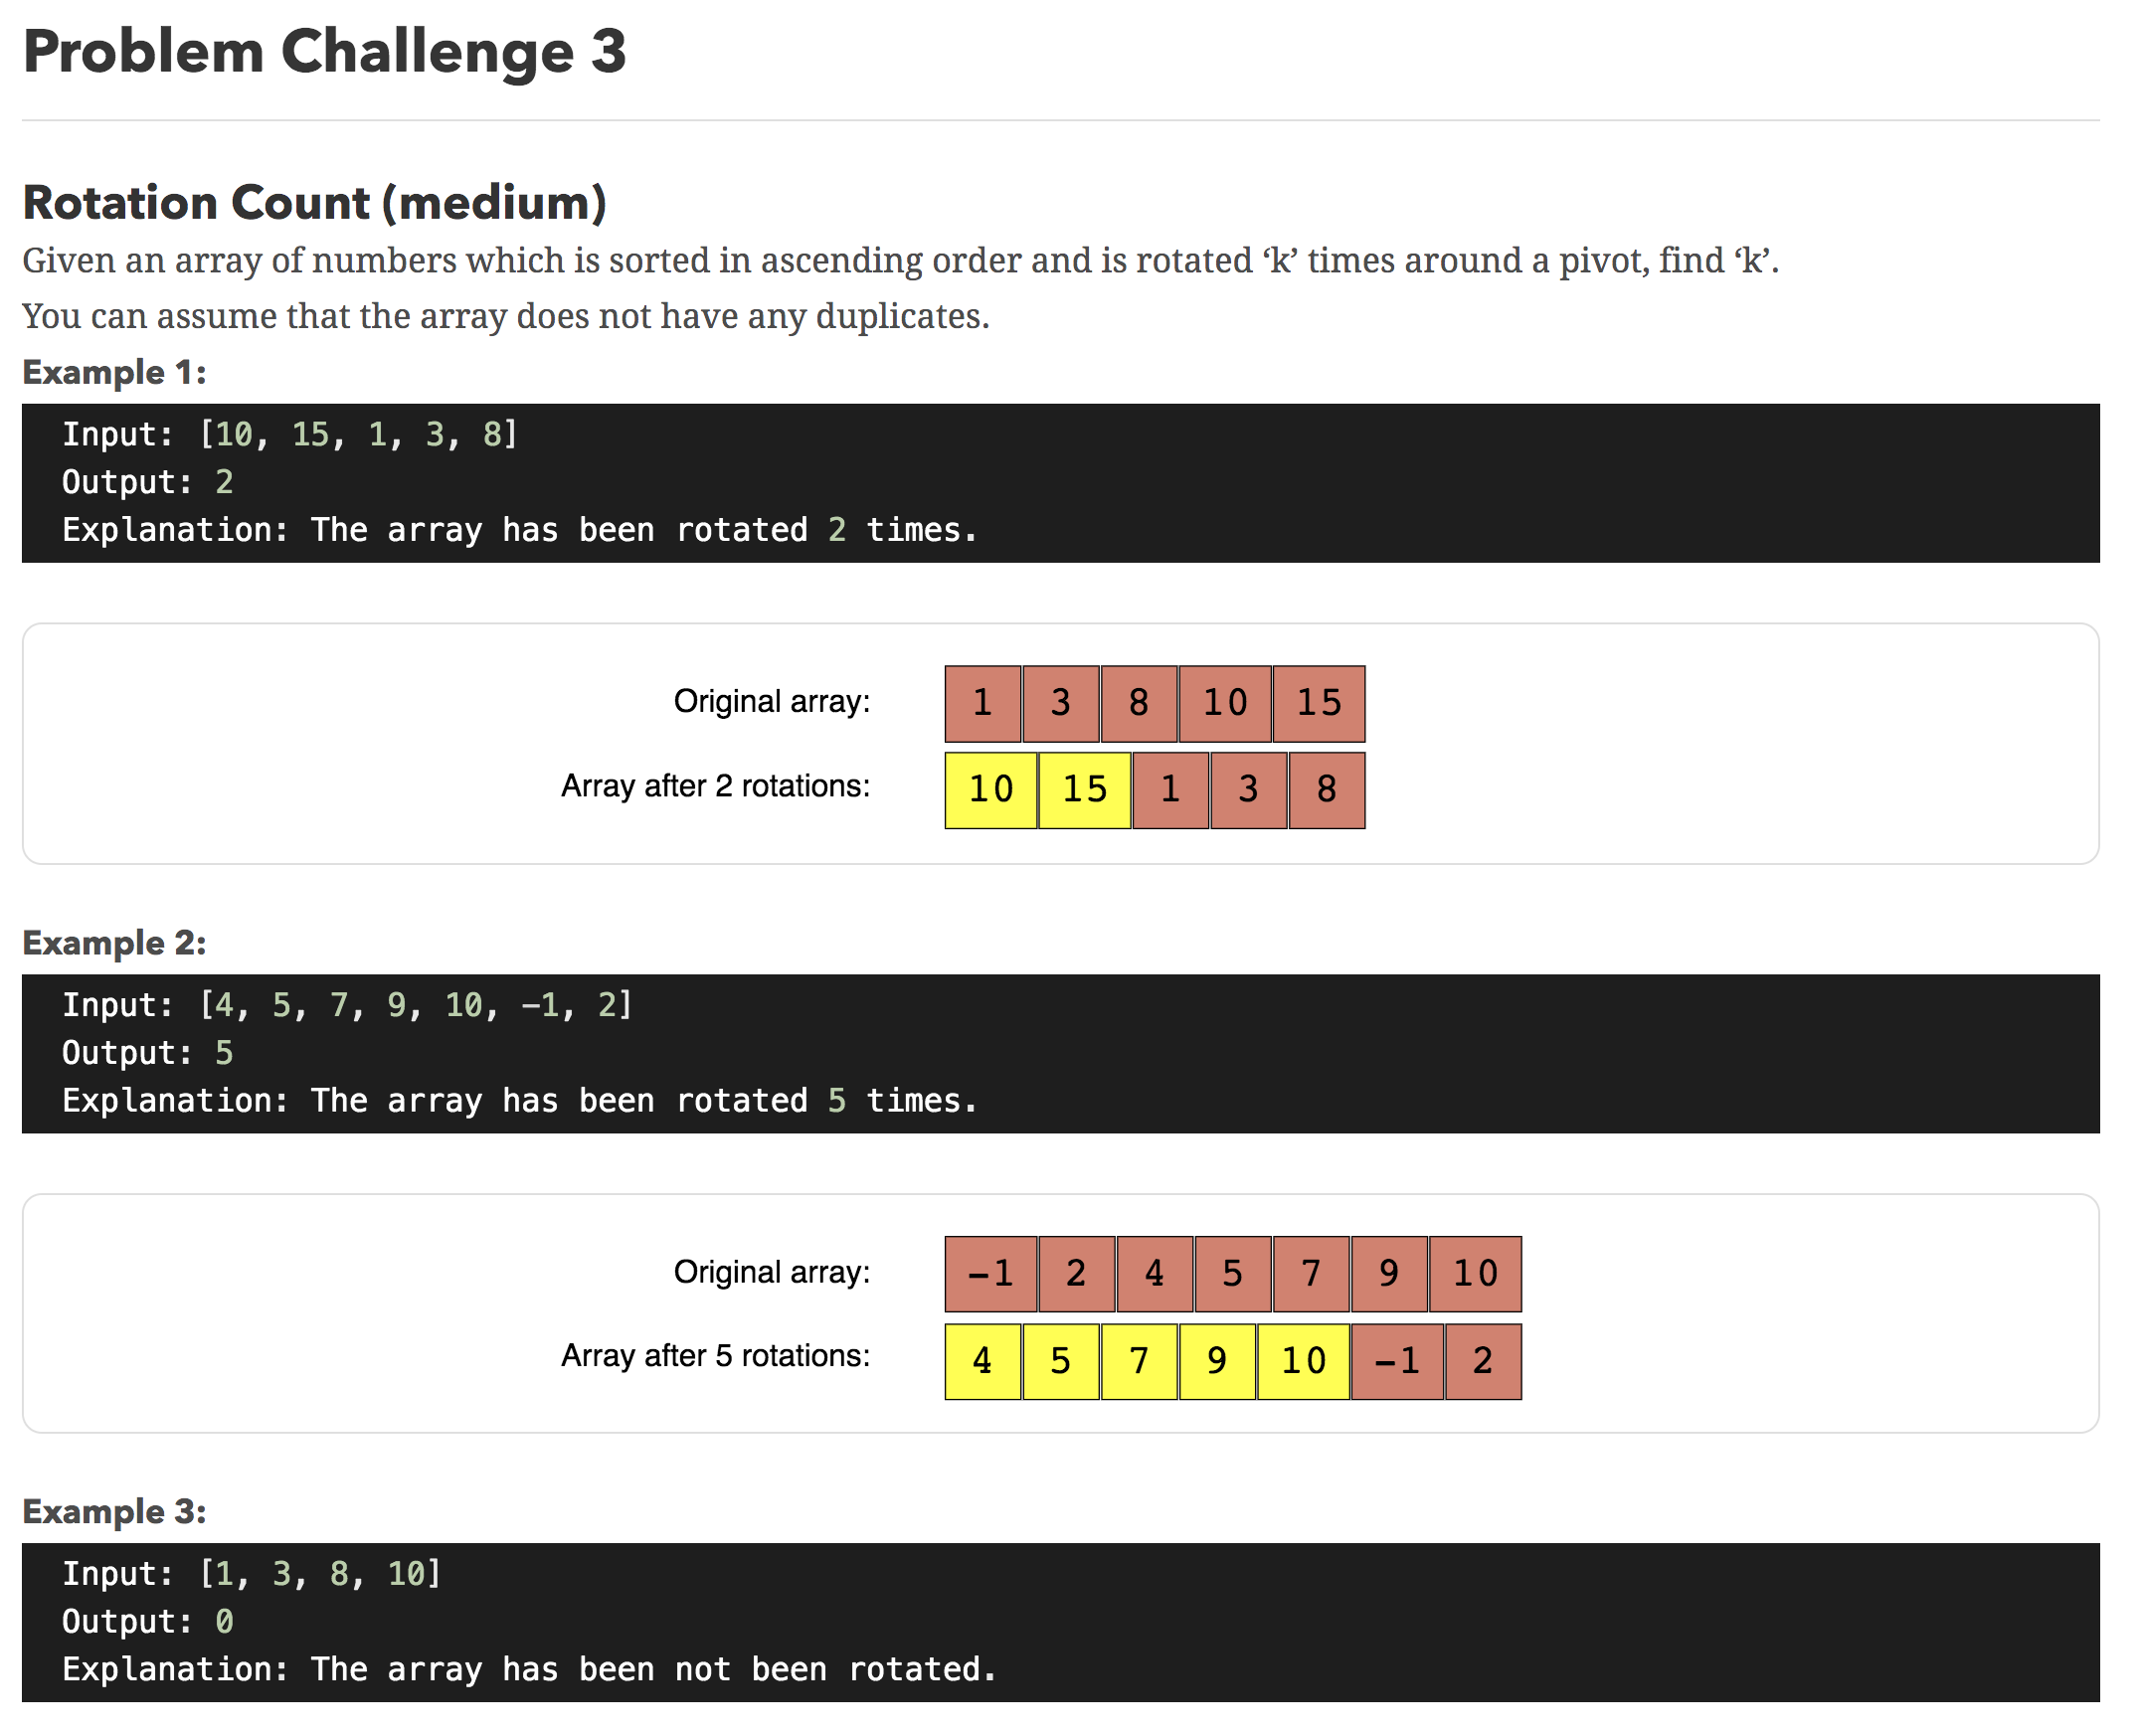 Problem Challenge 3
Rotation Count (medium)
Given an array of numbers which is sorted in ascending order and is rotated ‘k’ times around a pivot, find ‘k’.
You can assume that the array does not have any duplicates.
Example 1:
Input: [10, 15, 1, 3, 8]
Output: 2
Explanation: The array has been rotated 2 times.
Original array: 1 3 8 10 15
Array after 2 rotations: 10 15 1 3 8
Example 2:
Input: [4, 5, 7, 9, 10, -1, 2]
Output: 5
Explanation: The array has been rotated 5 times.
Original array: -1 2 4 5 7 9 10
Array after 5 rotations: 4 5 7 9 10 -1 2
Example 3:
Input: [1, 3, 8, 10]
Output: 0
Explanation: The array has been not been rotated.